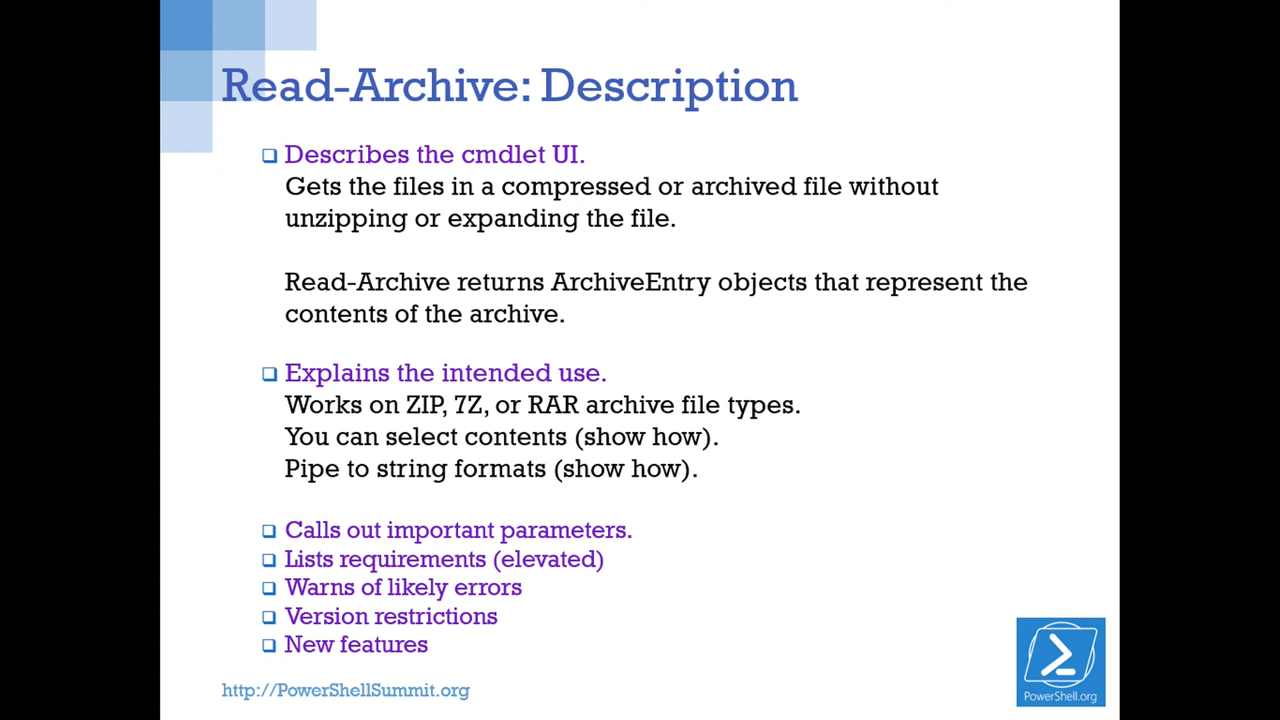 Read-Archive: Description
❑ Describes the cmdlet UI.
Gets the files in a compressed or archived file without
unzipping or expanding the file.
Read-Archive returns ArchiveEntry objects that represent the
contents of the archive.
❑ Explains the intended use.
Works on ZIP, 7Z, or RAR archive file types.
You can select contents (show how).
Pipe to string formats (show how).
❑ Calls out important parameters.
❑ Lists requirements (elevated)
❑ Warns of likely errors
❑ Version restrictions
❑ New features
http://PowerShellSummit.org
PowerShell.org